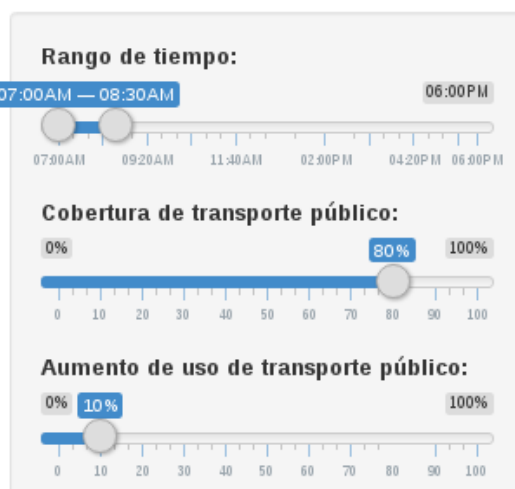 Rango de tiempo:
07:00AM — 08:30AM 06:00PM
07:00AM 09:20AM 11:40AM 02:00PM 04:20PM 06:00PM
Cobertura de transporte público:
0% 80% 100%
0 10 20 30 40 50 60 70 80 90 100
Aumento de uso de transporte público:
0% 10% 100%
0 10 20 30 40 50 60 70 80 90 100